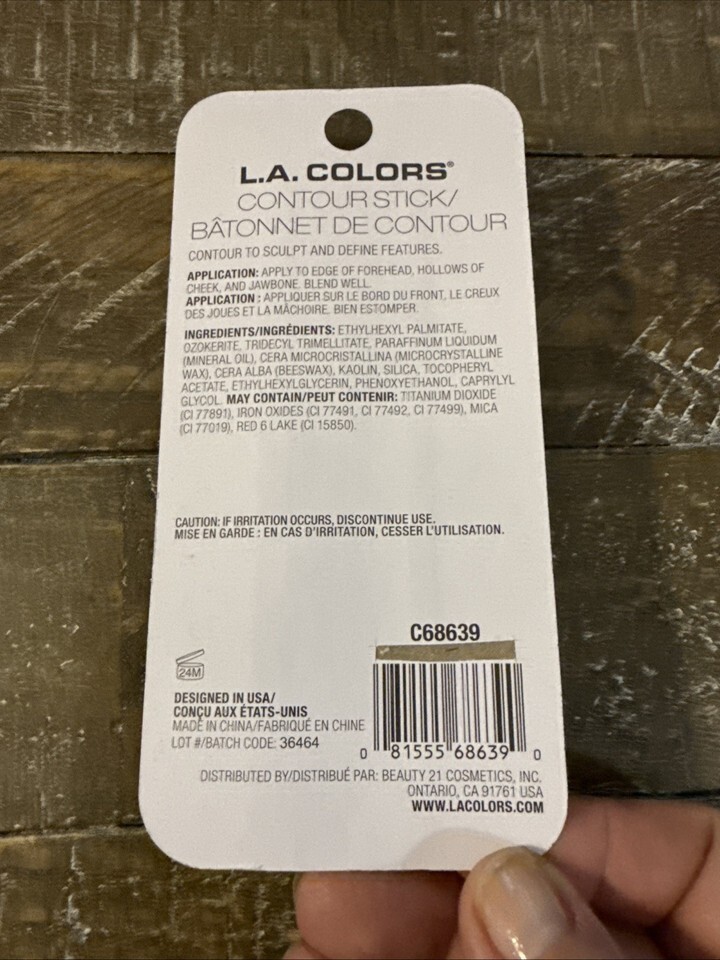 L.A. COLORS®
CONTOUR STICK/
BÂTONNET DE CONTOUR
CONTOUR TO SCULPT AND DEFINE FEATURES.
APPLICATION: APPLY TO EDGE OF FOREHEAD, HOLLOWS OF
CHEEK, AND JAWBONE. BLEND WELL.
APPLICATION : APPLIQUER SUR LE BORD DU FRONT, LE CREUX
DES JOUES ET LA MÂCHOIRE. BIEN ESTOMPER.
INGREDIENTS/INGRÉDIENTS: ETHYLHEXYL PALMITATE,
OZOKERITE, TRIDECYL TRIMELLITATE, PARAFFINUM LIQUIDUM
(MINERAL OIL), CERA MICROCRISTALLINA (MICROCRYSTALLINE
WAX), CERA ALBA (BEESWAX), KAOLIN, SILICA, TOCOPHERYL
ACETATE, ETHYLHEXYLGLYCERIN, PHENOXYETHANOL, CAPRYLYL
GLYCOL. MAY CONTAIN/PEUT CONTENIR: TITANIUM DIOXIDE
(CI 77891), IRON OXIDES (CI 77491, CI 77492, CI 77499), MICA
(CI 77019), RED 6 LAKE (CI 15850).
CAUTION: IF IRRITATION OCCURS, DISCONTINUE USE.
MISE EN GARDE : EN CAS D'IRRITATION, CESSER L'UTILISATION.
C68639
24M
DESIGNED IN USA/
CONÇU AUX ÉTATS-UNIS
MADE IN CHINA/FABRIQUÉ EN CHINE
LOT #/BATCH CODE: 36464
0 81555 68639 0
DISTRIBUTED BY/DISTRIBUÉ PAR: BEAUTY 21 COSMETICS, INC.
ONTARIO, CA 91761 USA
WWW.LACOLORS.COM